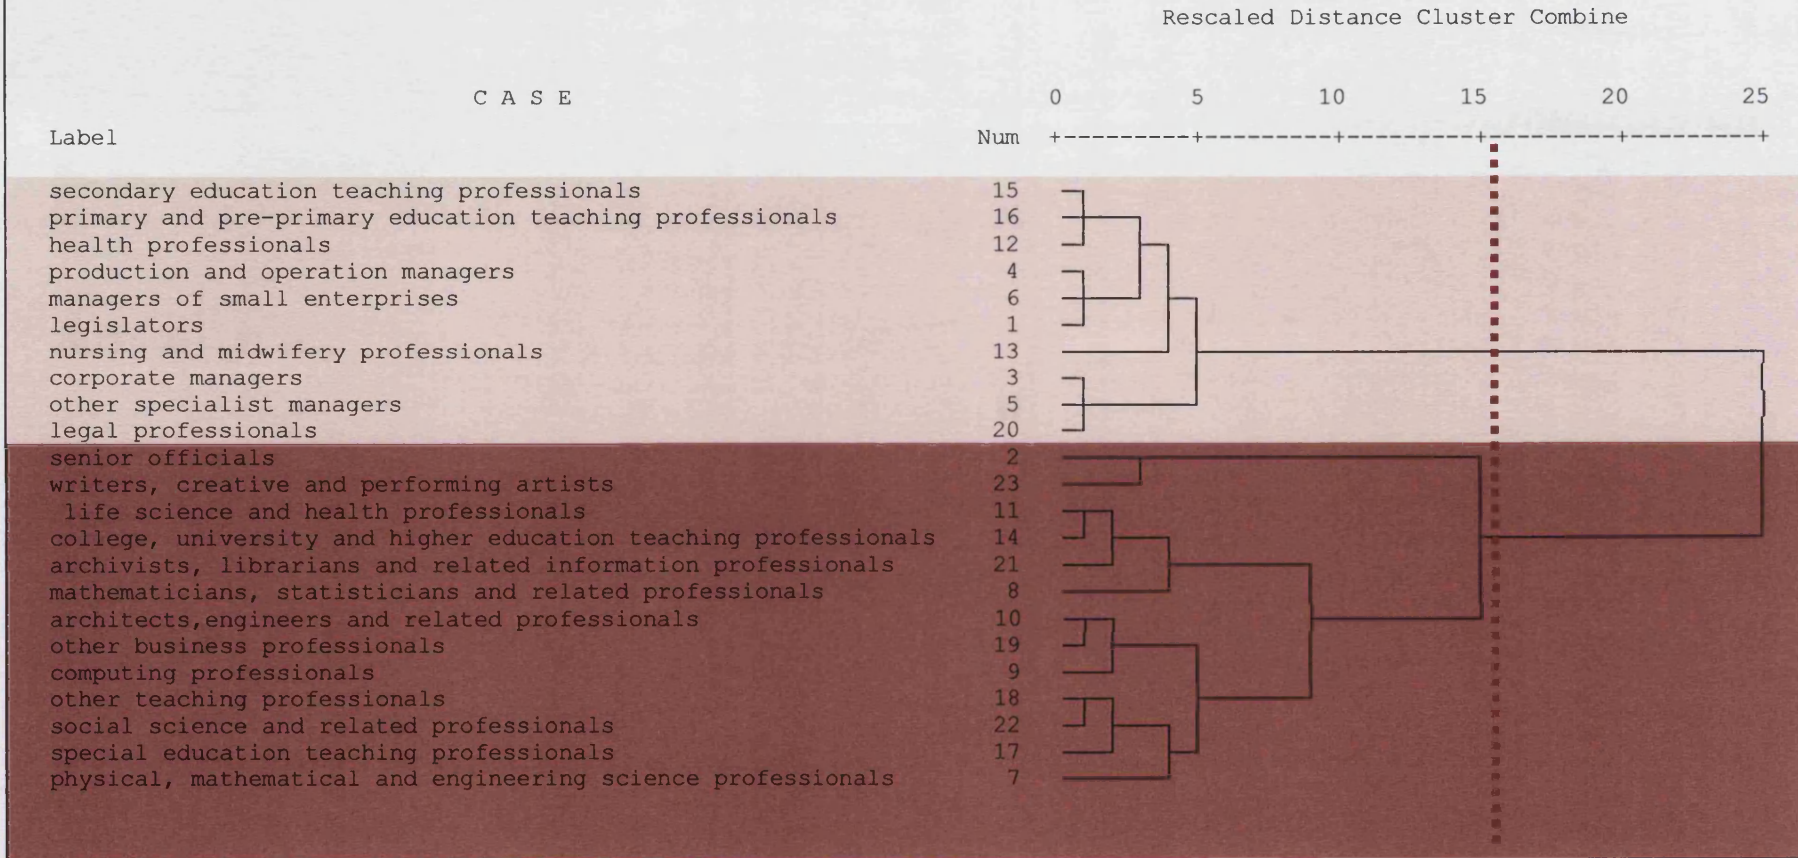 Rescaled Distance Cluster Combine
C A S E 0 5 10 15 20 25
Label Num +---------+---------+---------+---------+---------+
secondary education teaching professionals 15
primary and pre-primary education teaching professionals 16
health professionals 12
production and operation managers 4
managers of small enterprises 6
legislators 1
nursing and midwifery professionals 13
corporate managers 3
other specialist managers 5
legal professionals 20
senior officials 2
writers, creative and performing artists 23
life science and health professionals 11
college, university and higher education teaching professionals 14
archivists, librarians and related information professionals 21
mathematicians, statisticians and related professionals 8
architects,engineers and related professionals 10
other business professionals 19
computing professionals 9
other teaching professionals 18
social science and related professionals 22
special education teaching professionals 17
physical, mathematical and engineering science professionals 7